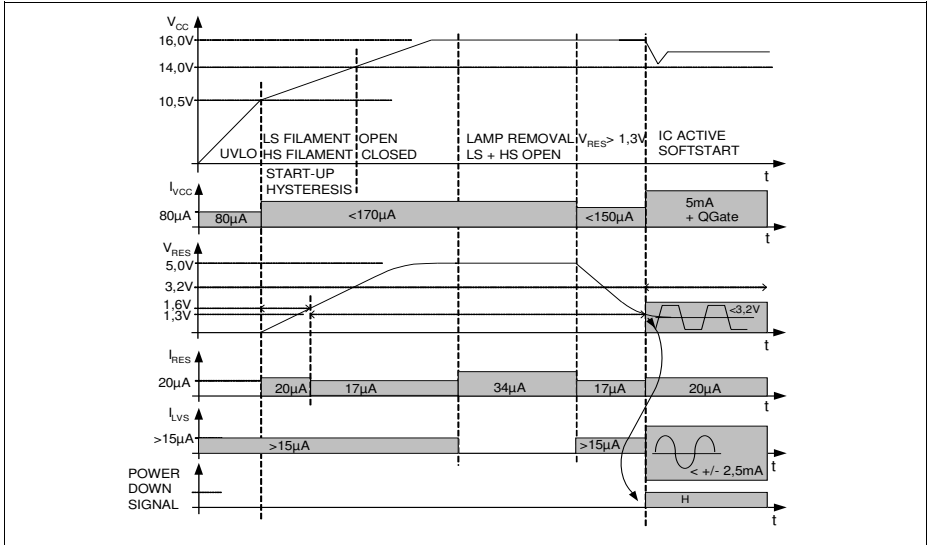 VCC
16,0V
14,0V
10,5V
UVLO
LS FILAMENT OPEN
HS FILAMENT CLOSED
START-UP
HYSTERESIS
LAMP REMOVAL
LS + HS OPEN
VRES> 1,3V
IC ACTIVE
SOFTSTART
t
IVCC
80µA
80µA
<170µA
<150µA
5mA
+ QGate
t
VRES
5,0V
3,2V
1,6V
1,3V
<3,2V
t
IRES
20µA
20µA
17µA
34µA
17µA
20µA
t
ILVS
>15µA
>15µA
>15µA
< +/- 2,5mA
t
POWER
DOWN
SIGNAL
H
t